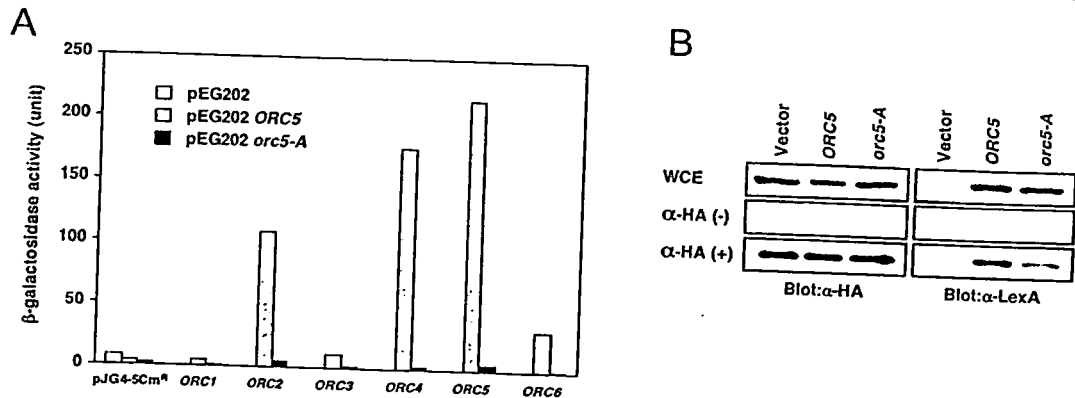 A
β-galactosidase activity (unit)
250
200
150
100
50
0
pEG202
pEG202 ORC5
pEG202 orc5-A
pJG4-5Cmᴿ ORC1 ORC2 ORC3 ORC4 ORC5 ORC6
B
Vector ORC5 orc5-A Vector ORC5 orc5-A
WCE
α-HA (-)
α-HA (+)
Blot:α-HA Blot:α-LexA